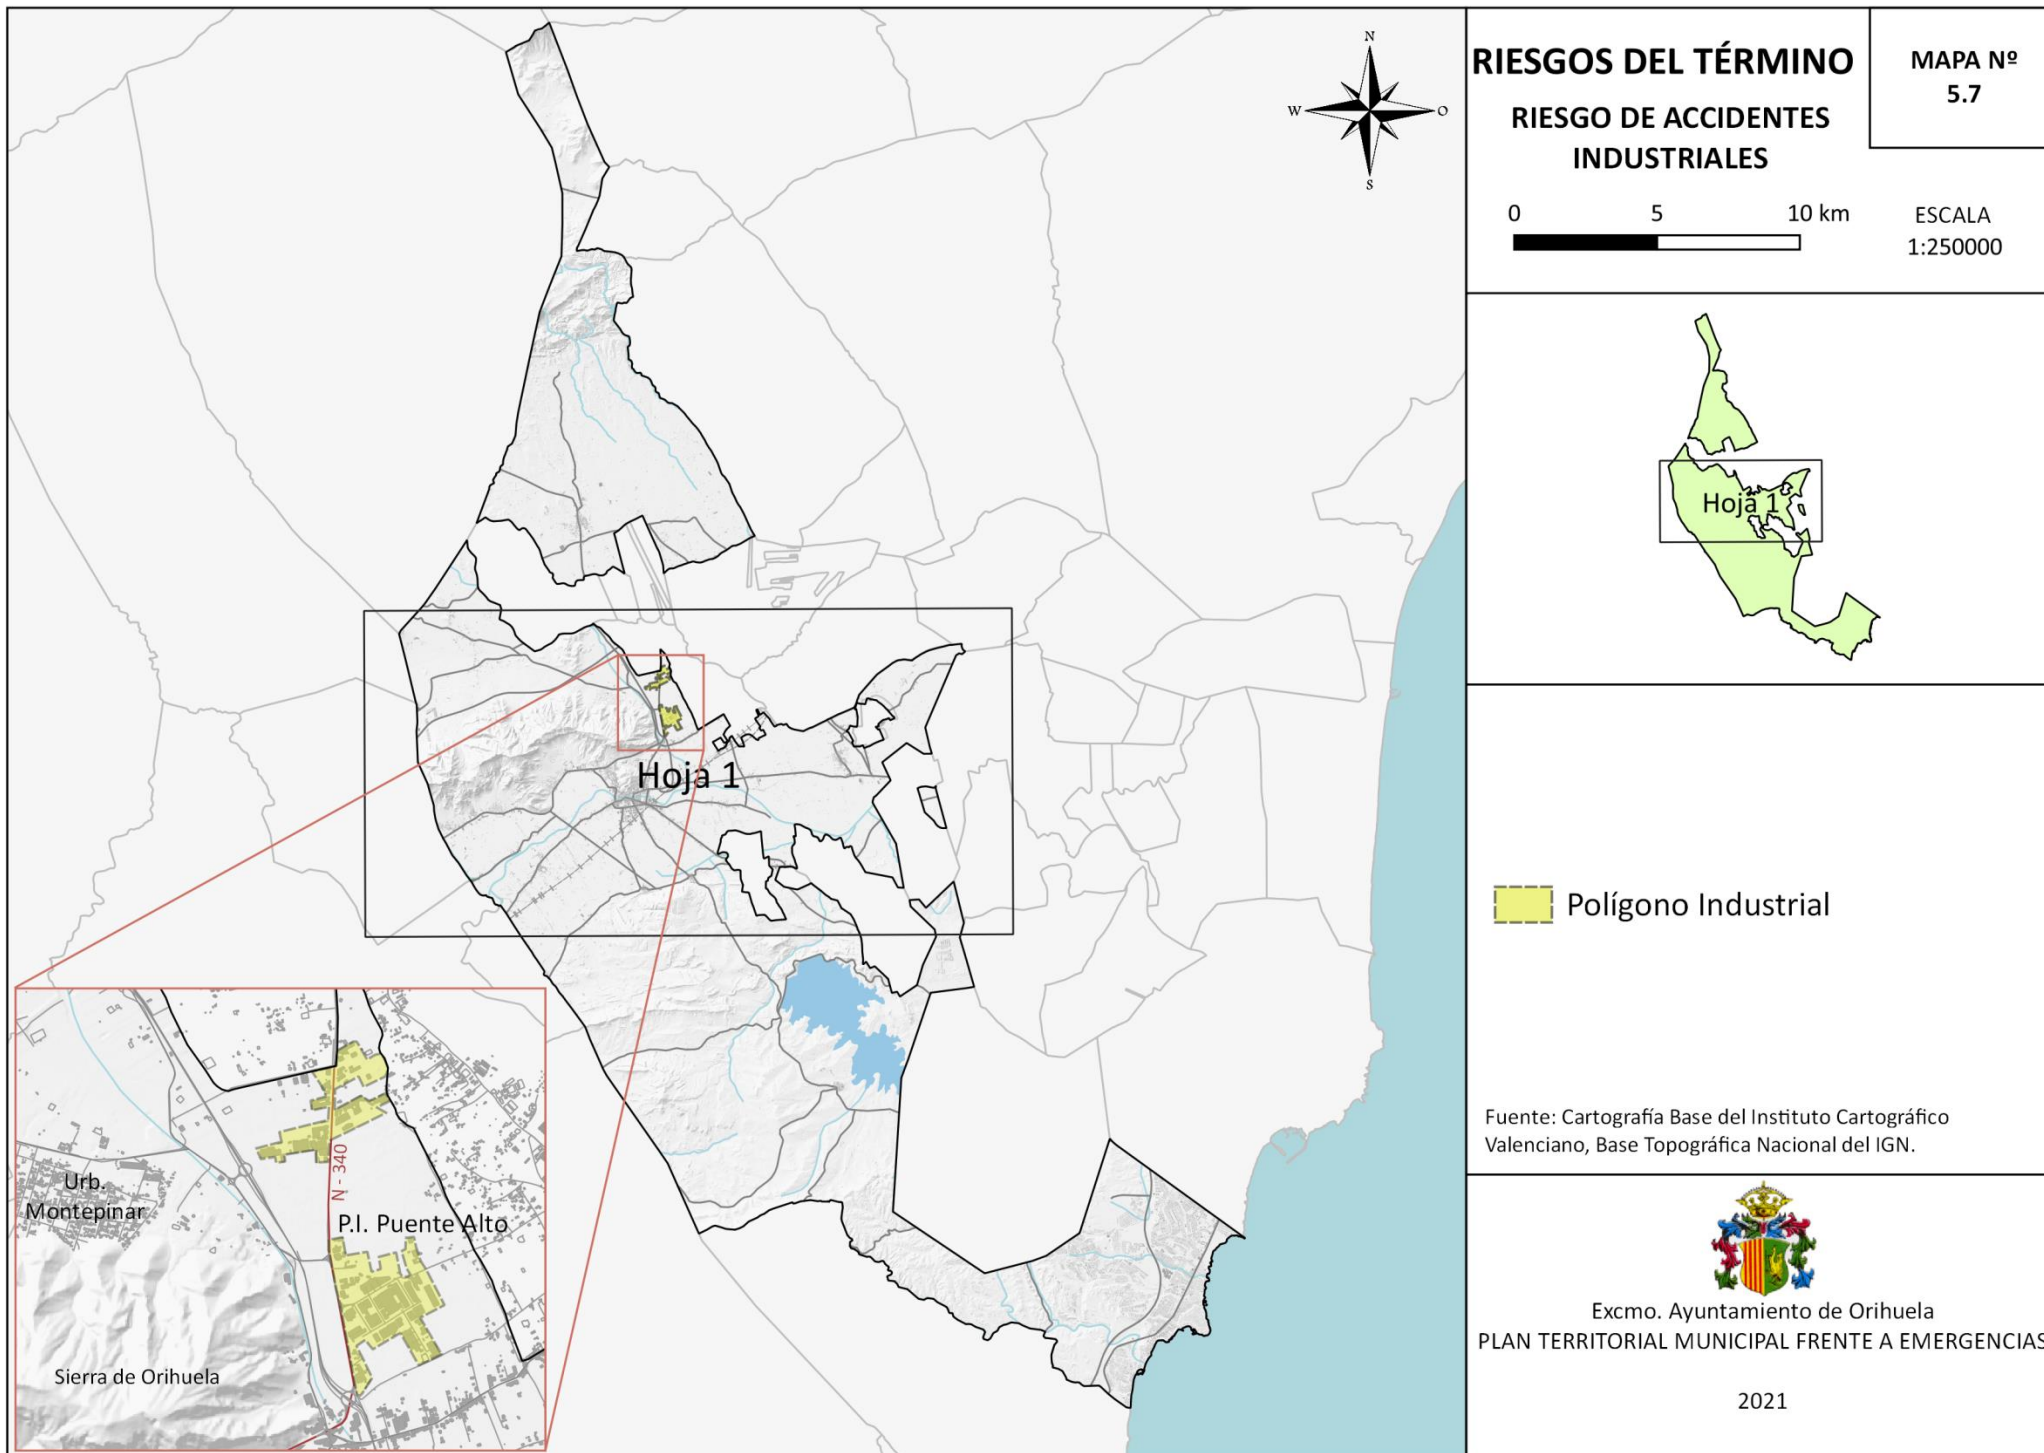 RIESGOS DEL TÉRMINO
RIESGO DE ACCIDENTES
INDUSTRIALES
MAPA Nº
5.7
0 5 10 km
ESCALA
1:250000
N
W O
S
Hoja 1
Hoja 1
Polígono Industrial
Urb.
Montepinar
N - 340
P.I. Puente Alto
Sierra de Orihuela
Fuente: Cartografía Base del Instituto Cartográfico
Valenciano, Base Topográfica Nacional del IGN.
Excmo. Ayuntamiento de Orihuela
PLAN TERRITORIAL MUNICIPAL FRENTE A EMERGENCIAS
2021